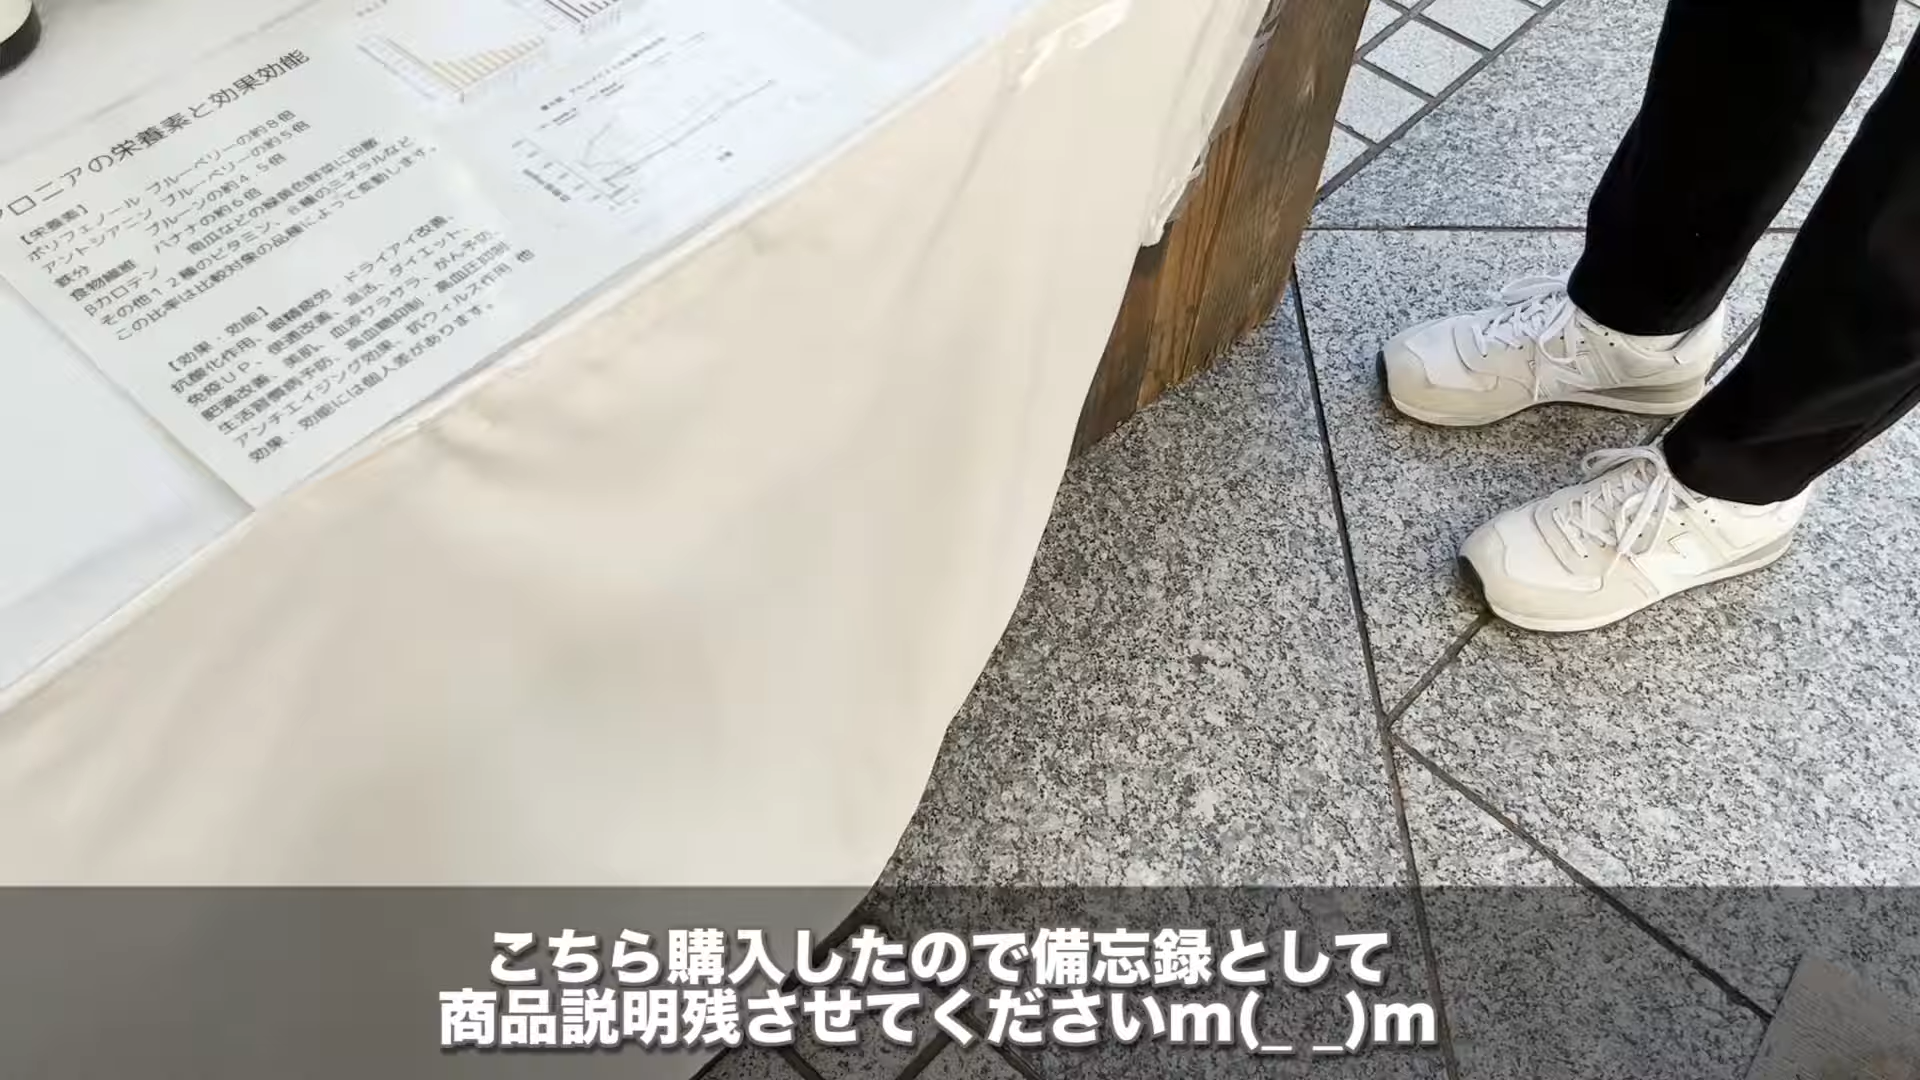 アロニアの栄養素と効果効能
【栄養素】
ポリフェノール ブルーベリーの約8倍
アントシアニン ブルーベリーの約5倍
鉄分 プルーンの約4.5倍
食物繊維 バナナの約6倍
βカロテン 南瓜などの緑黄色野菜に匹敵
その他12種のビタミン、8種のミネラルなど
この比率は比較対象の品種によって変動します。
【効果・効能】
抗酸化作用、眼精疲労・ドライアイ改善、
免疫UP、便通改善、温活、ダイエット、
肥満改善、美肌、血液サラサラ、がん予防、
生活習慣病予防、高血糖抑制・高血圧抑制
アンチエイジング効果、抗ウィルス作用 他
効果・効能には個人差があります。
こちら購入したので備忘録として
商品説明残させてくださいm(_ _)m